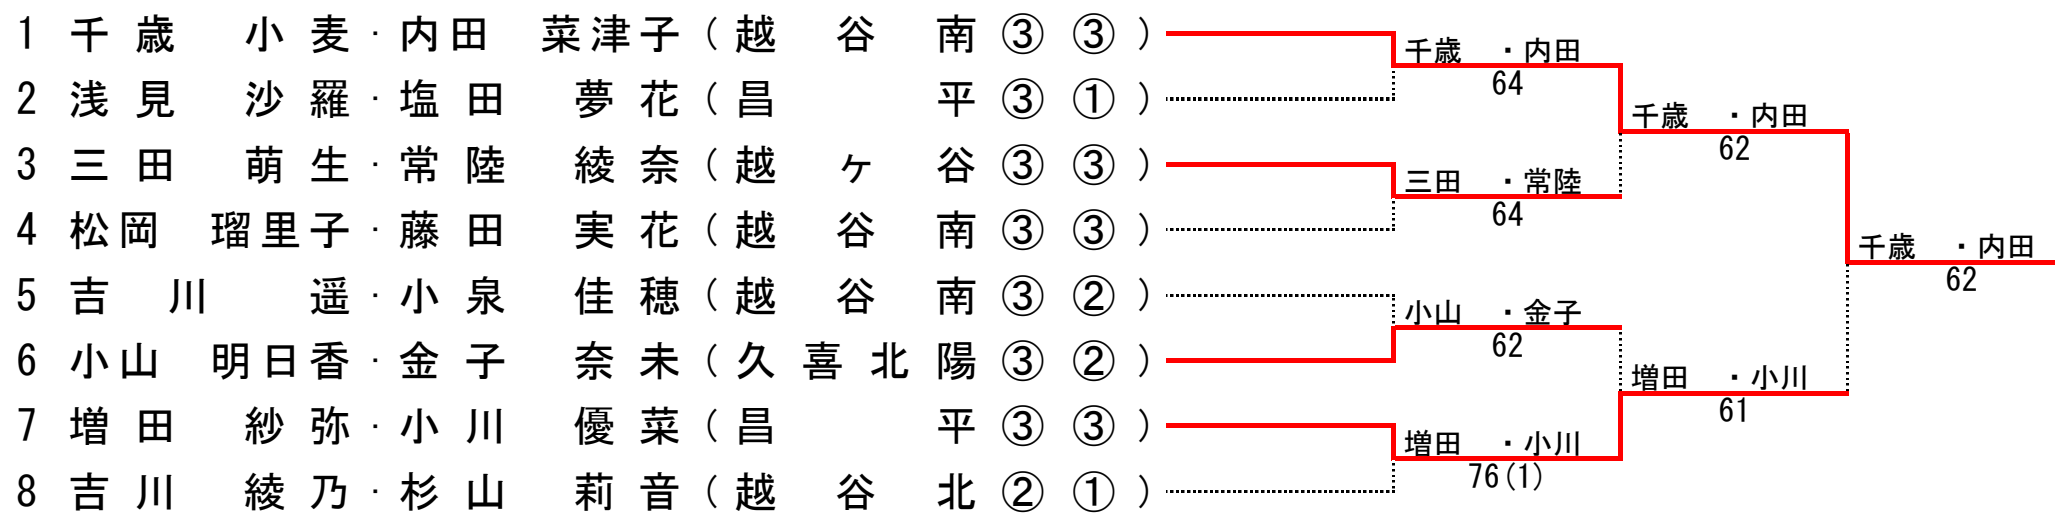 1 千歳 小麦・内田 菜津子(越谷南③③)
千歳 ・内田
64
2 浅見 沙羅・塩田 夢花(昌平③①)
千歳 ・内田
62
3 三田 萌生・常陸 綾奈(越ヶ谷③③)
三田 ・常陸
64
4 松岡 瑠里子・藤田 実花(越谷南③③)
千歳 ・内田
62
5 吉川 遥・小泉 佳穂(越谷南③②)
小山 ・金子
62
6 小山 明日香・金子 奈未(久喜北陽③②)
増田 ・小川
61
7 増田 紗弥・小川 優菜(昌平③③)
増田 ・小川
76(1)
8 吉川 綾乃・杉山 莉音(越谷北②①)